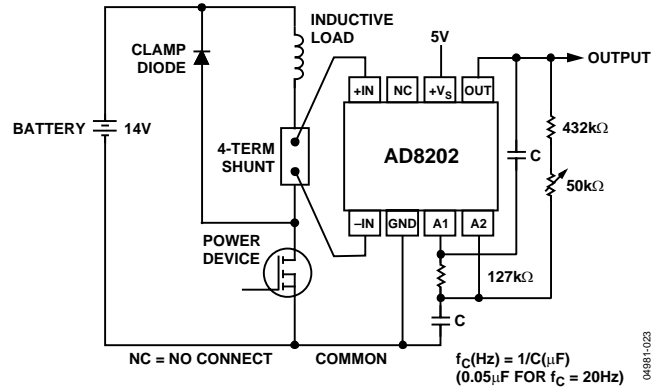 INDUCTIVE
LOAD
CLAMP
DIODE
5V
OUTPUT
+IN
NC
+VS
OUT
BATTERY
14V
4-TERM
SHUNT
AD8202
C
432kΩ
50kΩ
–IN
GND
A1
A2
POWER
DEVICE
127kΩ
C
NC = NO CONNECT
COMMON
fC(Hz) = 1/C(μF)
(0.05μF FOR fC = 20Hz)
04981-023